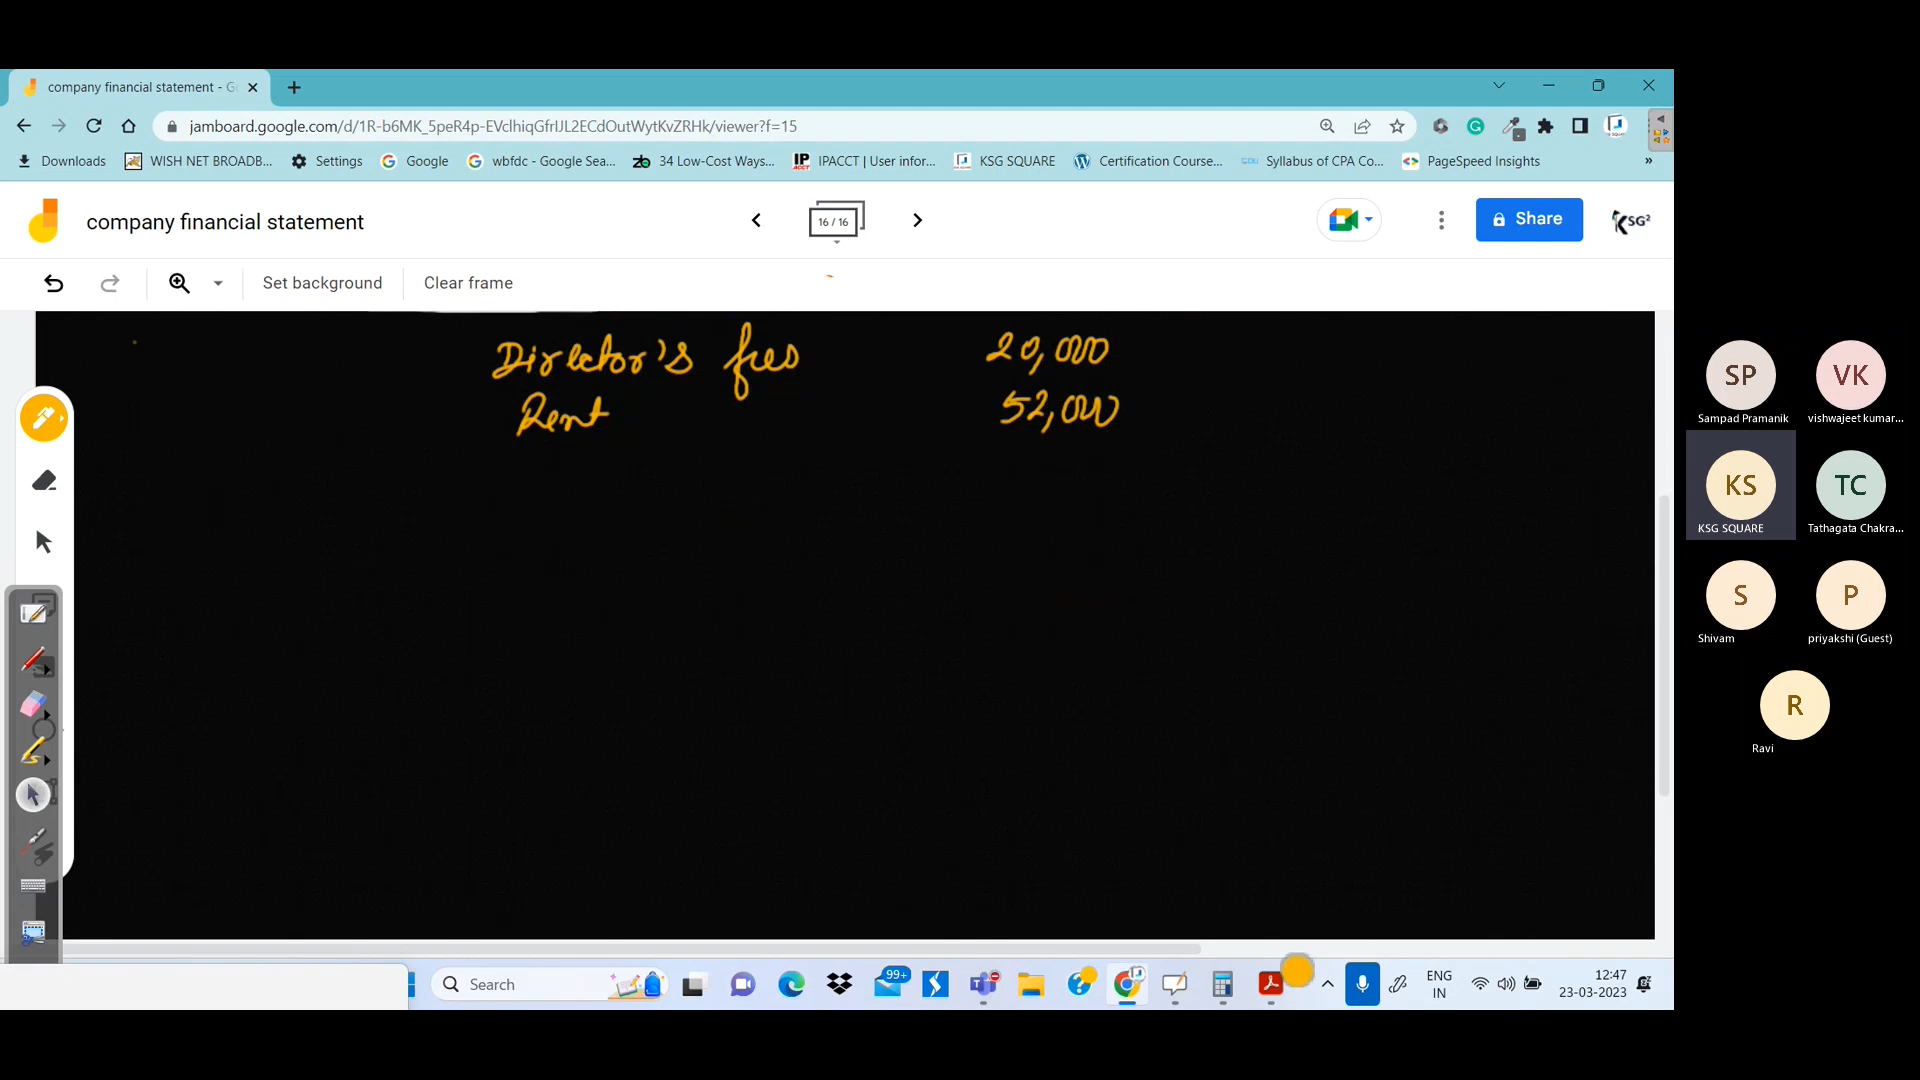 company financial statement - G
jamboard.google.com/d/1R-b6MK_5peR4p-EVclhiqGfrlJL2ECdOutWytKvZRHk/viewer?f=15
Downloads WISH NET BROADB... Settings Google wbfdc - Google Sea... 34 Low-Cost Ways... IPACCT | User infor... KSG SQUARE Certification Course... Syllabus of CPA Co... PageSpeed Insights »
company financial statement 16 / 16 Share KSG²
Set background Clear frame
Director's fees 20,000
Rent 52,000
SP VK
Sampad Pramanik vishwajeet kumar...
KS TC
KSG SQUARE Tathagata Chakra...
S P
Shivam priyakshi (Guest)
R
Ravi
Search 99+ ENG 12:47
IN 23-03-2023